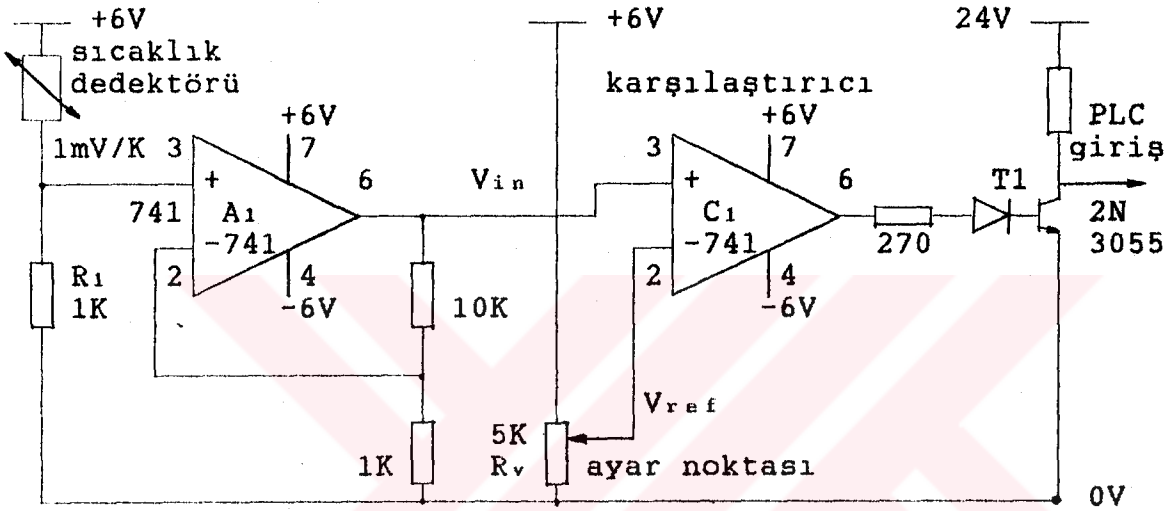 +6V
sıcaklık
dedektörü
1mV/K
3
+6V
7
+
741
A1
-741
2
4
-6V
6
R1
1K
10K
1K
Vin
+6V
karşılaştırıcı
3
+6V
7
+
C1
-741
2
4
-6V
6
270
Vref
5K
Rv
ayar noktası
24V
PLC
giriş
T1
2N
3055
0V